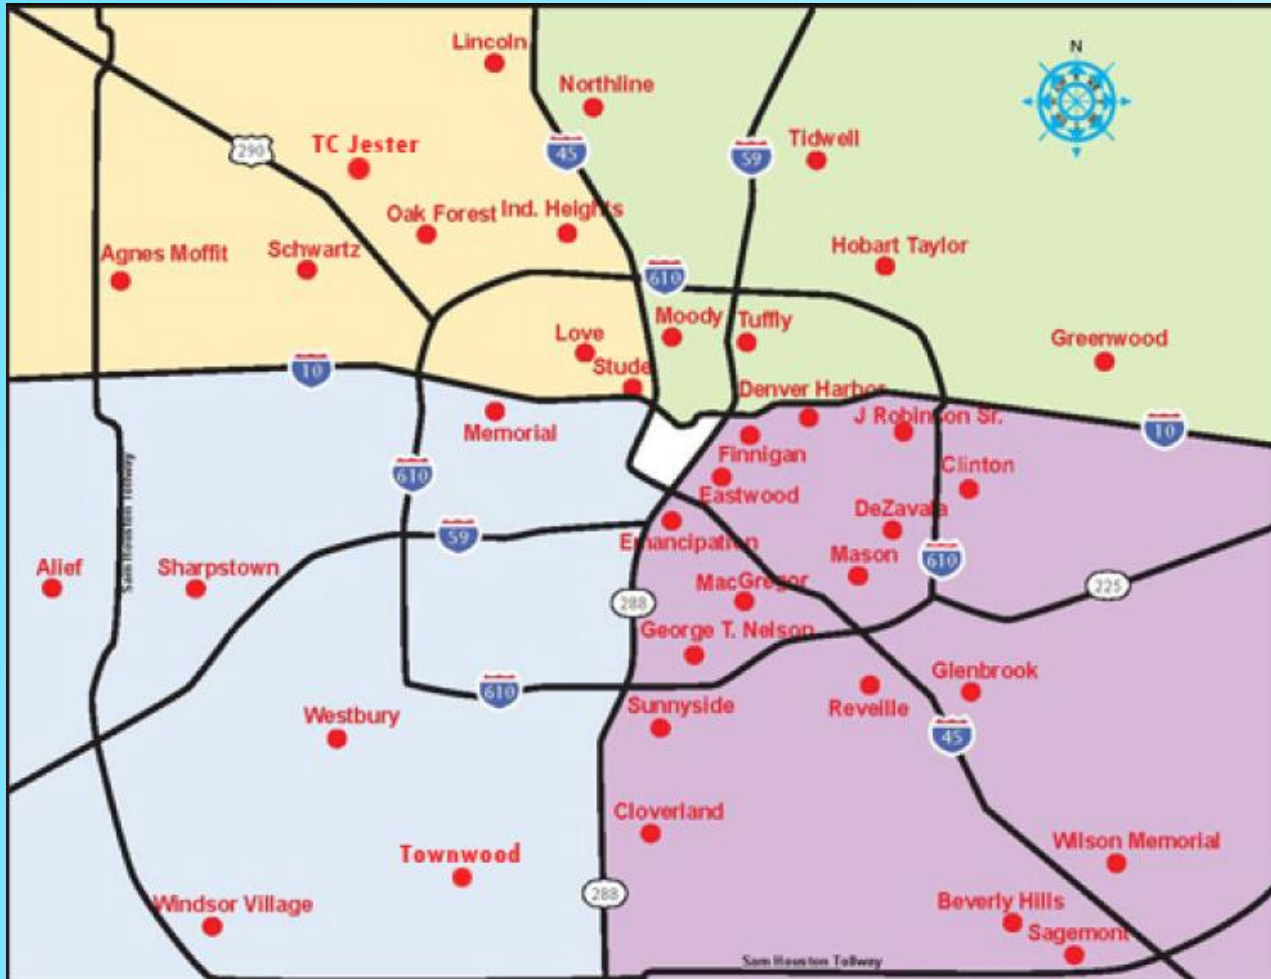 Lincoln
N
Northline
45
59
Tidwell
290
TC Jester
Oak Forest
Ind. Heights
Hobart Taylor
Agnes Moffit
Schwartz
610
Moody
Tuffly
Love
Greenwood
Stude
10
Denver Harbor
J Robinson Sr.
10
Memorial
Finnigan
Clinton
610
Eastwood
Sam Houston Tollway
DeZavala
59
Emancipation
Mason
610
Alief
Sharpstown
MacGregor
225
288
George T. Nelson
Glenbrook
610
Sunnyside
Reveille
Westbury
45
Cloverland
Wilson Memorial
Townwood
288
Windsor Village
Beverly Hills
Sagemont
Sam Houston Tollway